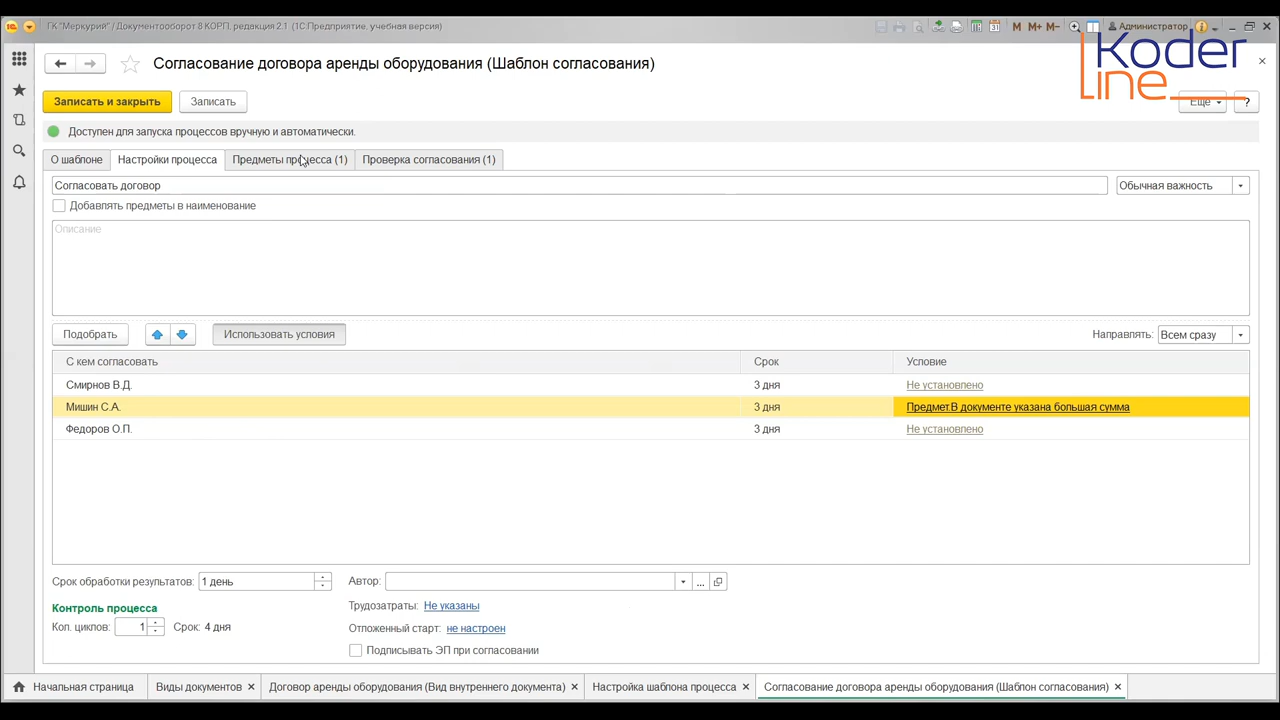 ГК "Меркурий" / Документооборот 8 КОРП, редакция 2.1 (1С:Предприятие, учебная версия)
M M+ M- Администратор
Koder line
Согласование договора аренды оборудования (Шаблон согласования)
Записать и закрыть Записать Еще ?
Доступен для запуска процессов вручную и автоматически.
О шаблоне Настройки процесса Предметы процесса (1) Проверка согласования (1)
Согласовать договор Обычная важность
Добавлять предметы в наименование
Описание
Подобрать Использовать условия Направлять: Всем сразу
С кем согласовать Срок Условие
Смирнов В.Д. 3 дня Не установлено
Мишин С.А. 3 дня Предмет.В документе указана большая сумма
Федоров О.П. 3 дня Не установлено
Срок обработки результатов: 1 день Автор: ...
Контроль процесса Трудозатраты: Не указаны
Кол. циклов: 1 Срок: 4 дня Отложенный старт: не настроен
Подписывать ЭП при согласовании
Начальная страница Виды документов Договор аренды оборудования (Вид внутреннего документа) Настройка шаблона процесса Согласование договора аренды оборудования (Шаблон согласования)